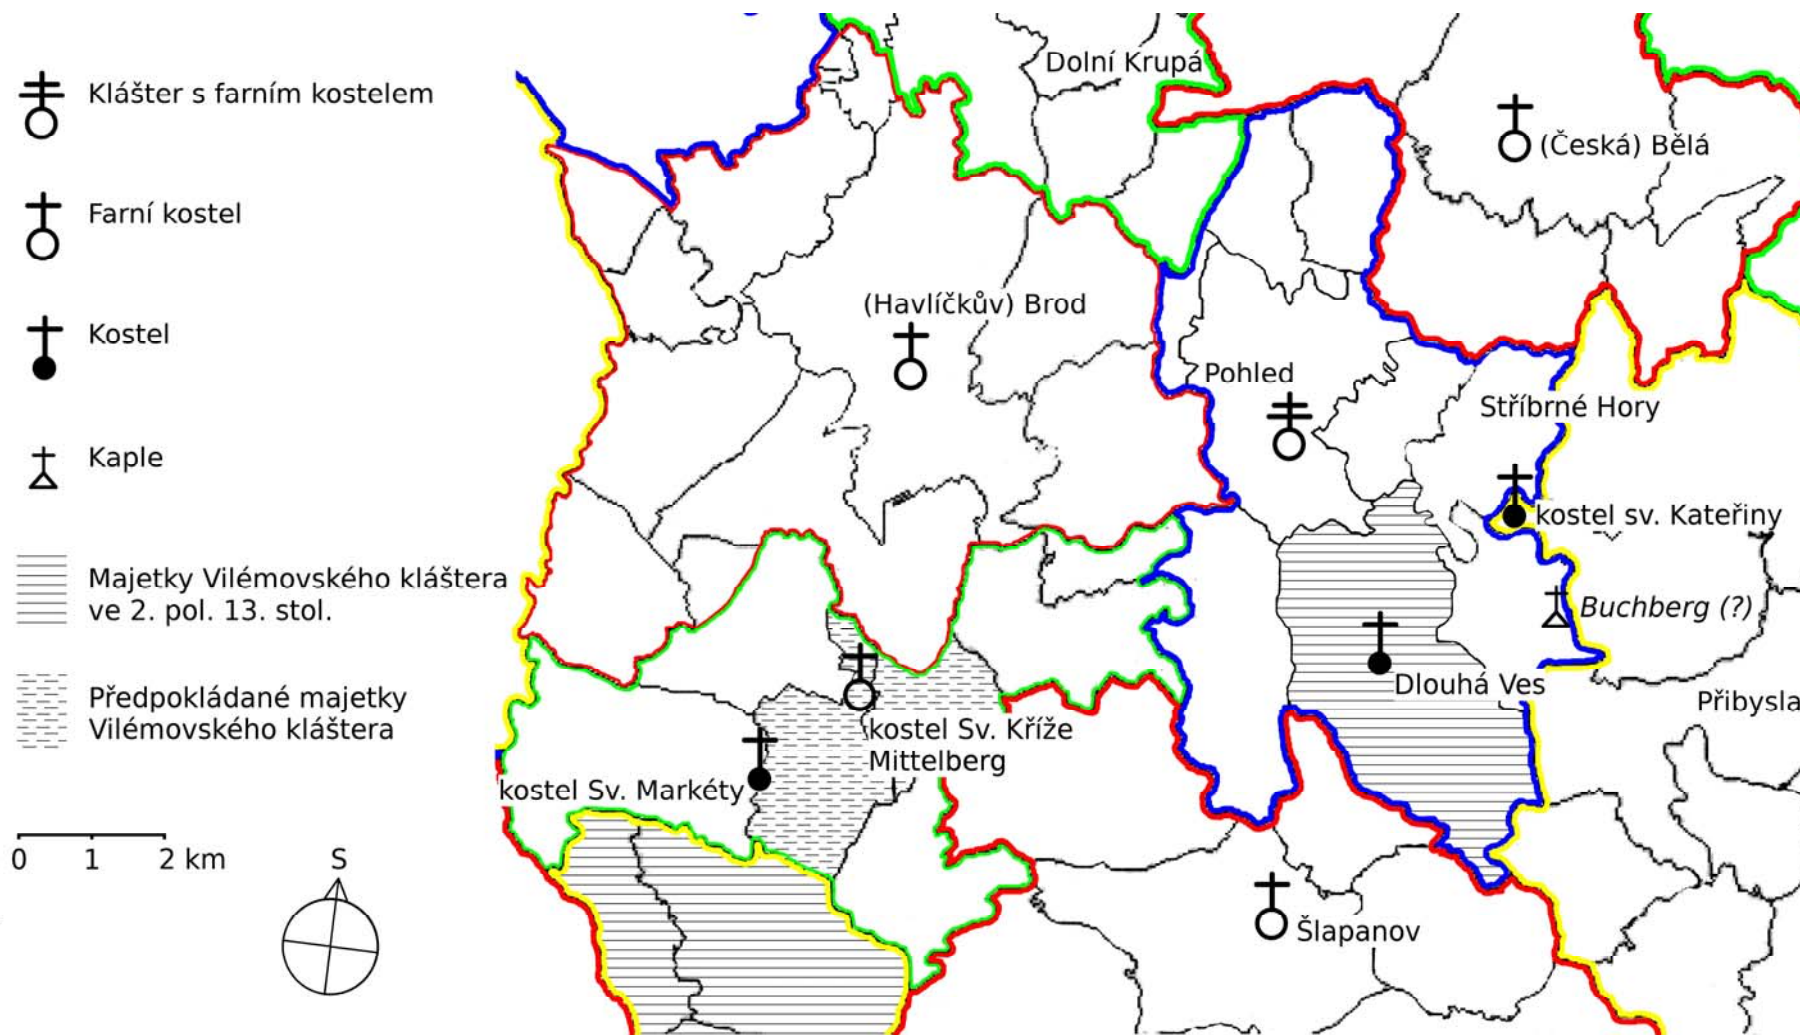 Klášter s farním kostelem
Farní kostel
Kostel
Kaple
Majetky Vilémovského kláštera
ve 2. pol. 13. stol.
Předpokládané majetky
Vilémovského kláštera
0 1 2 km
S
Dolní Krupá
(Česká) Bělá
(Havlíčkův) Brod
Pohled
Stříbrné Hory
kostel sv. Kateřiny
Buchberg (?)
Dlouhá Ves
Přibysla
kostel Sv. Kříže
Mittelberg
kostel Sv. Markéty
Šlapanov